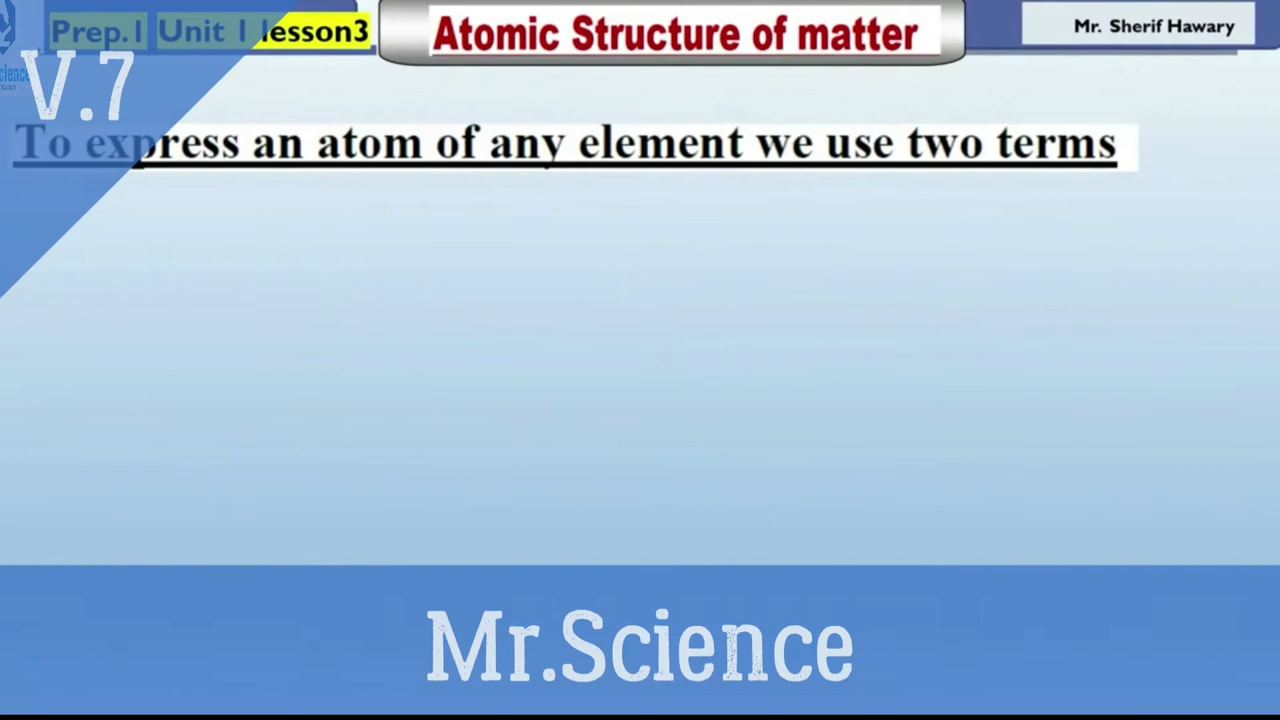 Prep.1 Unit 1 lesson3
Atomic Structure of matter
Mr. Sherif Hawary
V.7
To express an atom of any element we use two terms
Mr.Science